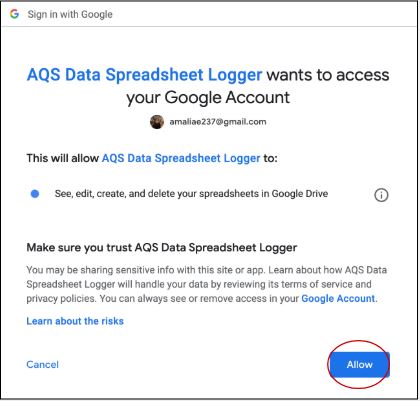 Sign in with Google
AQS Data Spreadsheet Logger wants to access
your Google Account
amaliae237@gmail.com
This will allow AQS Data Spreadsheet Logger to:
See, edit, create, and delete your spreadsheets in Google Drive
Make sure you trust AQS Data Spreadsheet Logger
You may be sharing sensitive info with this site or app. Learn about how AQS Data
Spreadsheet Logger will handle your data by reviewing its terms of service and
privacy policies. You can always see or remove access in your Google Account.
Learn about the risks
Cancel
Allow